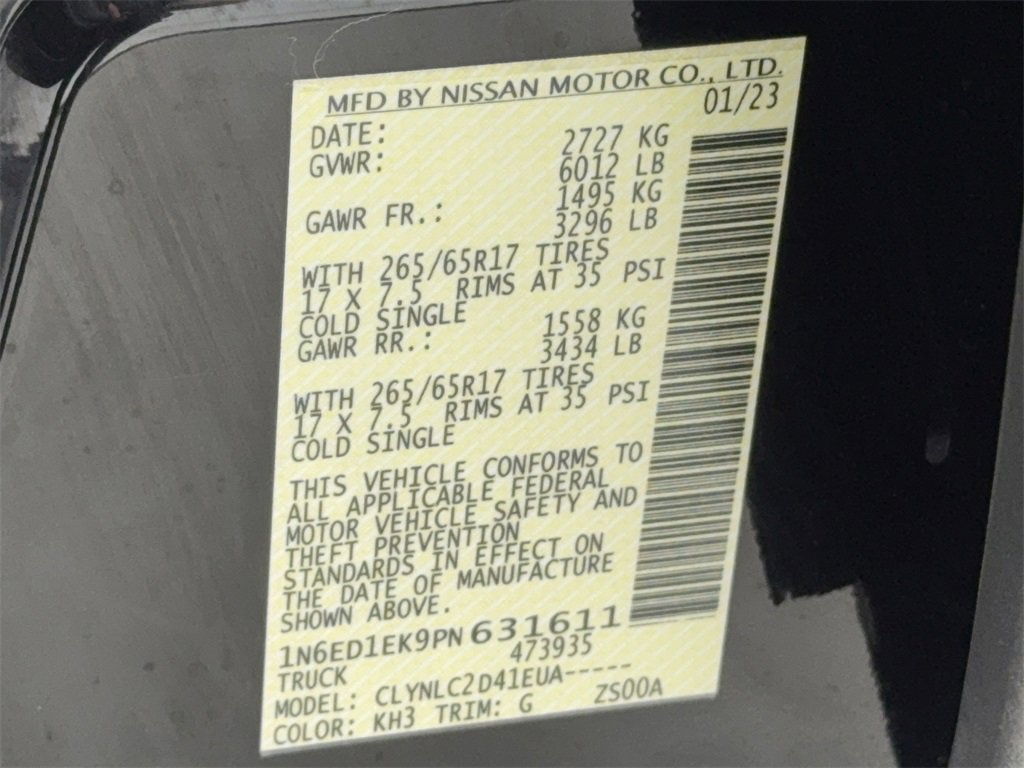 MFD BY NISSAN MOTOR CO., LTD.
DATE: 01/23
GVWR: 2727 KG
6012 LB
1495 KG
GAWR FR.: 3296 LB
WITH 265/65R17 TIRES
17 X 7.5 RIMS AT 35 PSI
COLD SINGLE
1558 KG
GAWR RR.: 3434 LB
WITH 265/65R17 TIRES
17 X 7.5 RIMS AT 35 PSI
COLD SINGLE
THIS VEHICLE CONFORMS TO
ALL APPLICABLE FEDERAL
MOTOR VEHICLE SAFETY AND
THEFT PREVENTION
STANDARDS IN EFFECT ON
THE DATE OF MANUFACTURE
SHOWN ABOVE.
1N6ED1EK9PN 631611
473935
TRUCK
MODEL: CLYNLC2D41EUA-----
COLOR: KH3 TRIM: G ZS00A